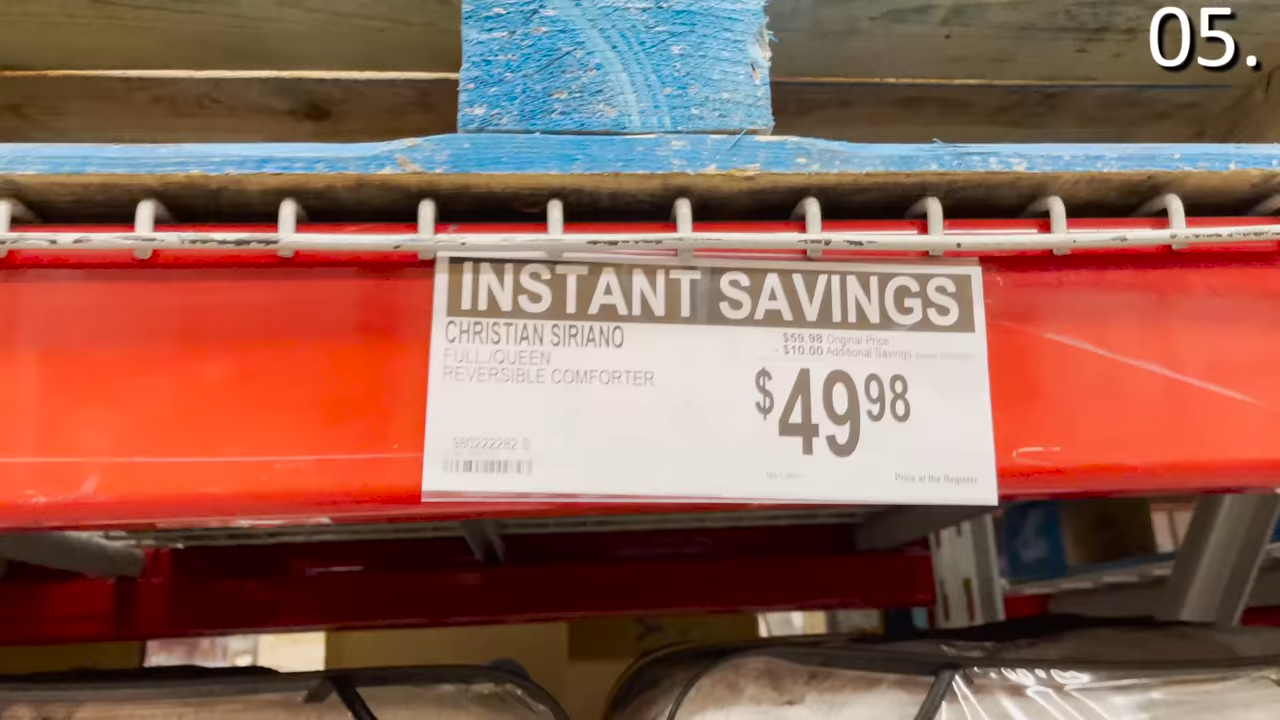 05.
INSTANT SAVINGS
CHRISTIAN SIRIANO
FULL/QUEEN
REVERSIBLE COMFORTER
$59.98 Original Price
- $10.00 Additional Savings
$49.98
Price at the Register